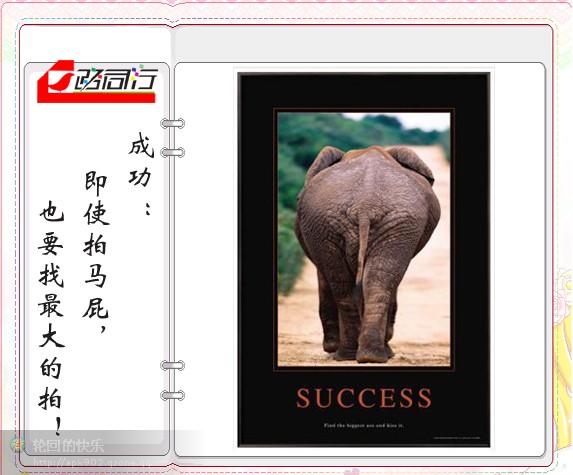 路同行
成功：
即使拍马屁，
也要找最大的拍！
SUCCESS
Find the biggest ass and kiss it.
轮回的快乐